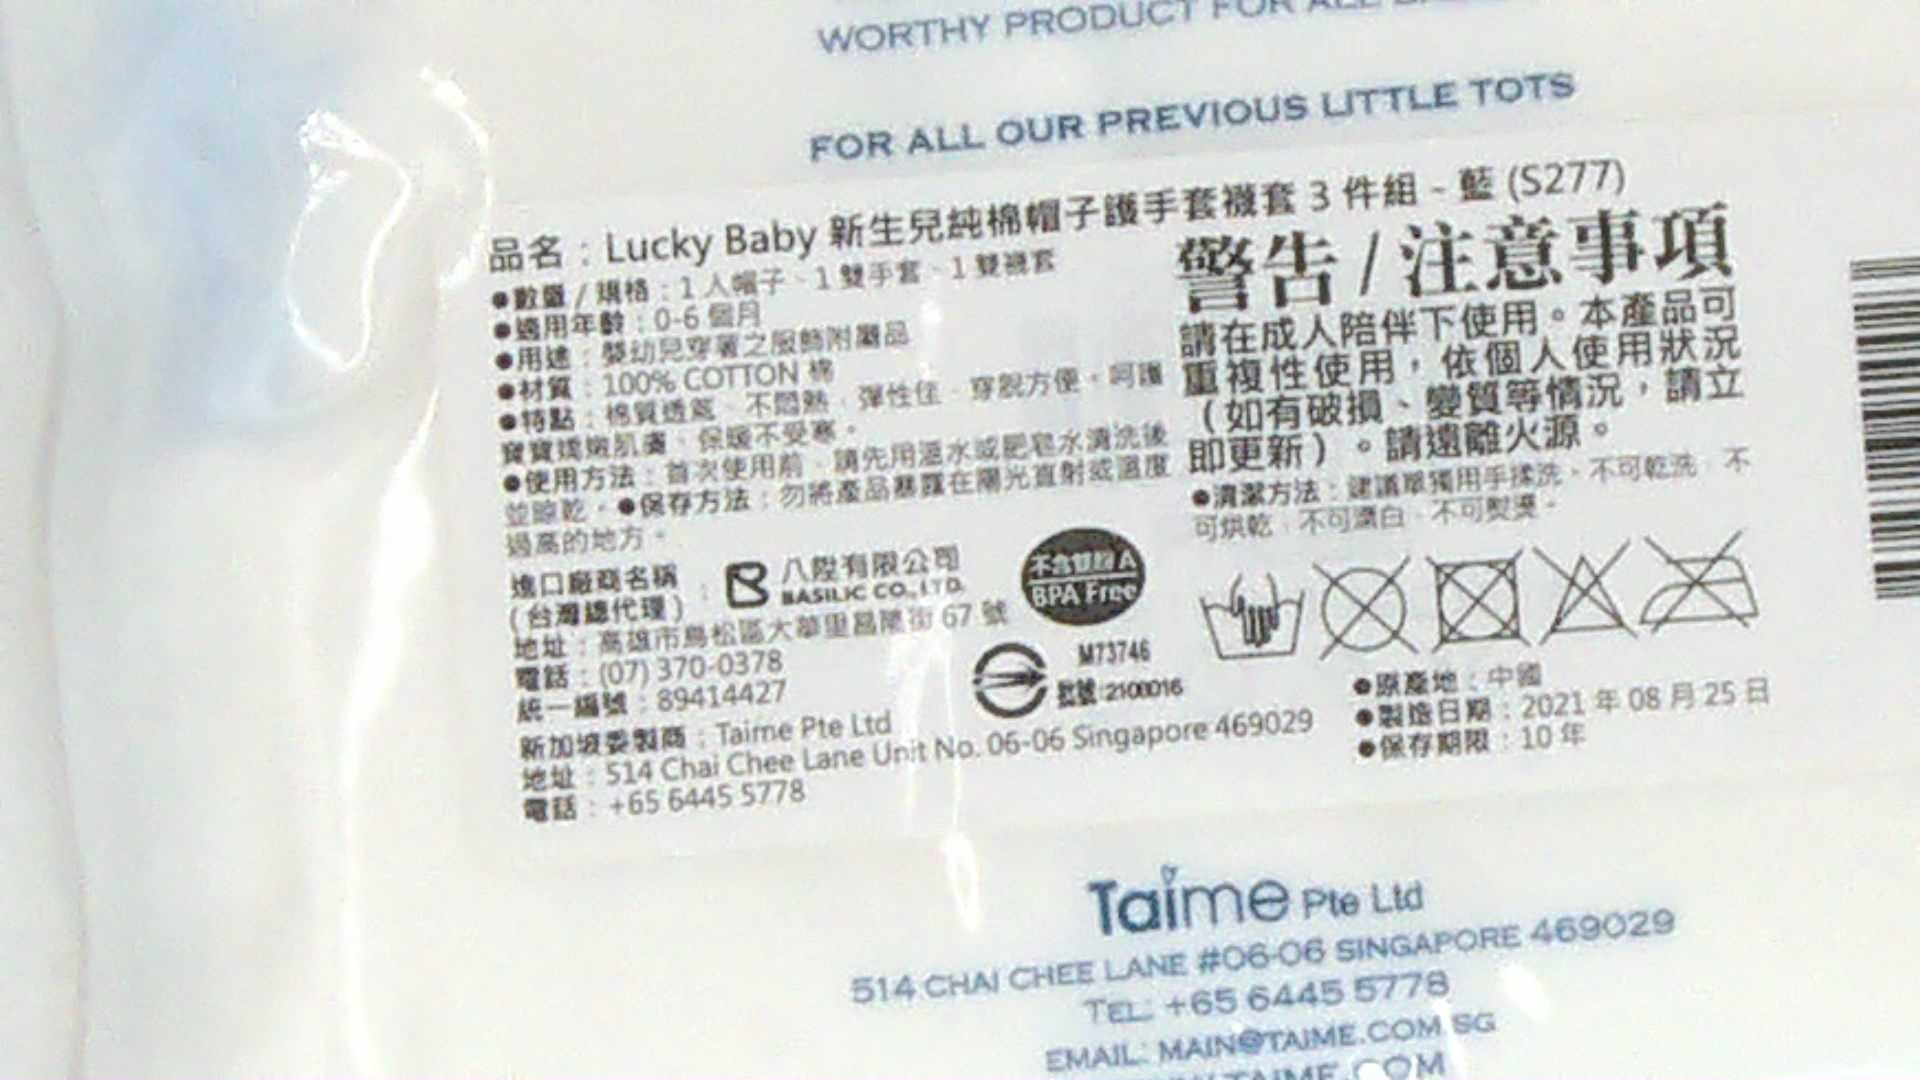 WORTHY PRODUCT FOR ALL
FOR ALL OUR PREVIOUS LITTLE TOTS
品名：Lucky Baby 新生兒純棉帽子護手套襪套 3 件組 - 藍 (S277)
●數量 / 規格：1 入帽子、1 雙手套、1 雙襪套
●適用年齡：0-6 個月
●用途：嬰幼兒穿著之服飾附屬品
●材質：100% COTTON 棉
●特點：棉質透氣、不悶熱，彈性佳、穿脫方便，呵護
寶寶嬌嫩肌膚、保暖不受寒。
●使用方法：首次使用前，請先用溫水或肥皂水清洗後
並晾乾。●保存方法：勿將產品暴露在陽光直射或溫度
過高的地方。
警告 / 注意事項
請在成人陪伴下使用。本產品可
重複性使用，依個人使用狀況
（如有破損、變質等情況，請立
即更新）。請遠離火源。
●清潔方法：建議單獨用手揉洗、不可乾洗、不
可烘乾、不可漂白、不可熨燙。
進口廠商名稱
(台灣總代理)：
八陞有限公司
BASILIC CO., LTD.
不含雙酚 A
BPA Free
地址：高雄市鳥松區大華里昌隆街 67 號
電話：(07) 370-0378
統一編號：89414427
M73746
批號:2100016
新加坡委製商：Taime Pte Ltd
地址：514 Chai Chee Lane Unit No. 06-06 Singapore 469029
電話：+65 6445 5778
●原產地：中國
●製造日期：2021 年 08 月 25 日
●保存期限：10 年
Taime Pte Ltd
514 CHAI CHEE LANE #06-06 SINGAPORE 469029
TEL: +65 6445 5778
EMAIL: MAIN@TAIME.COM.SG
TAIME.COM